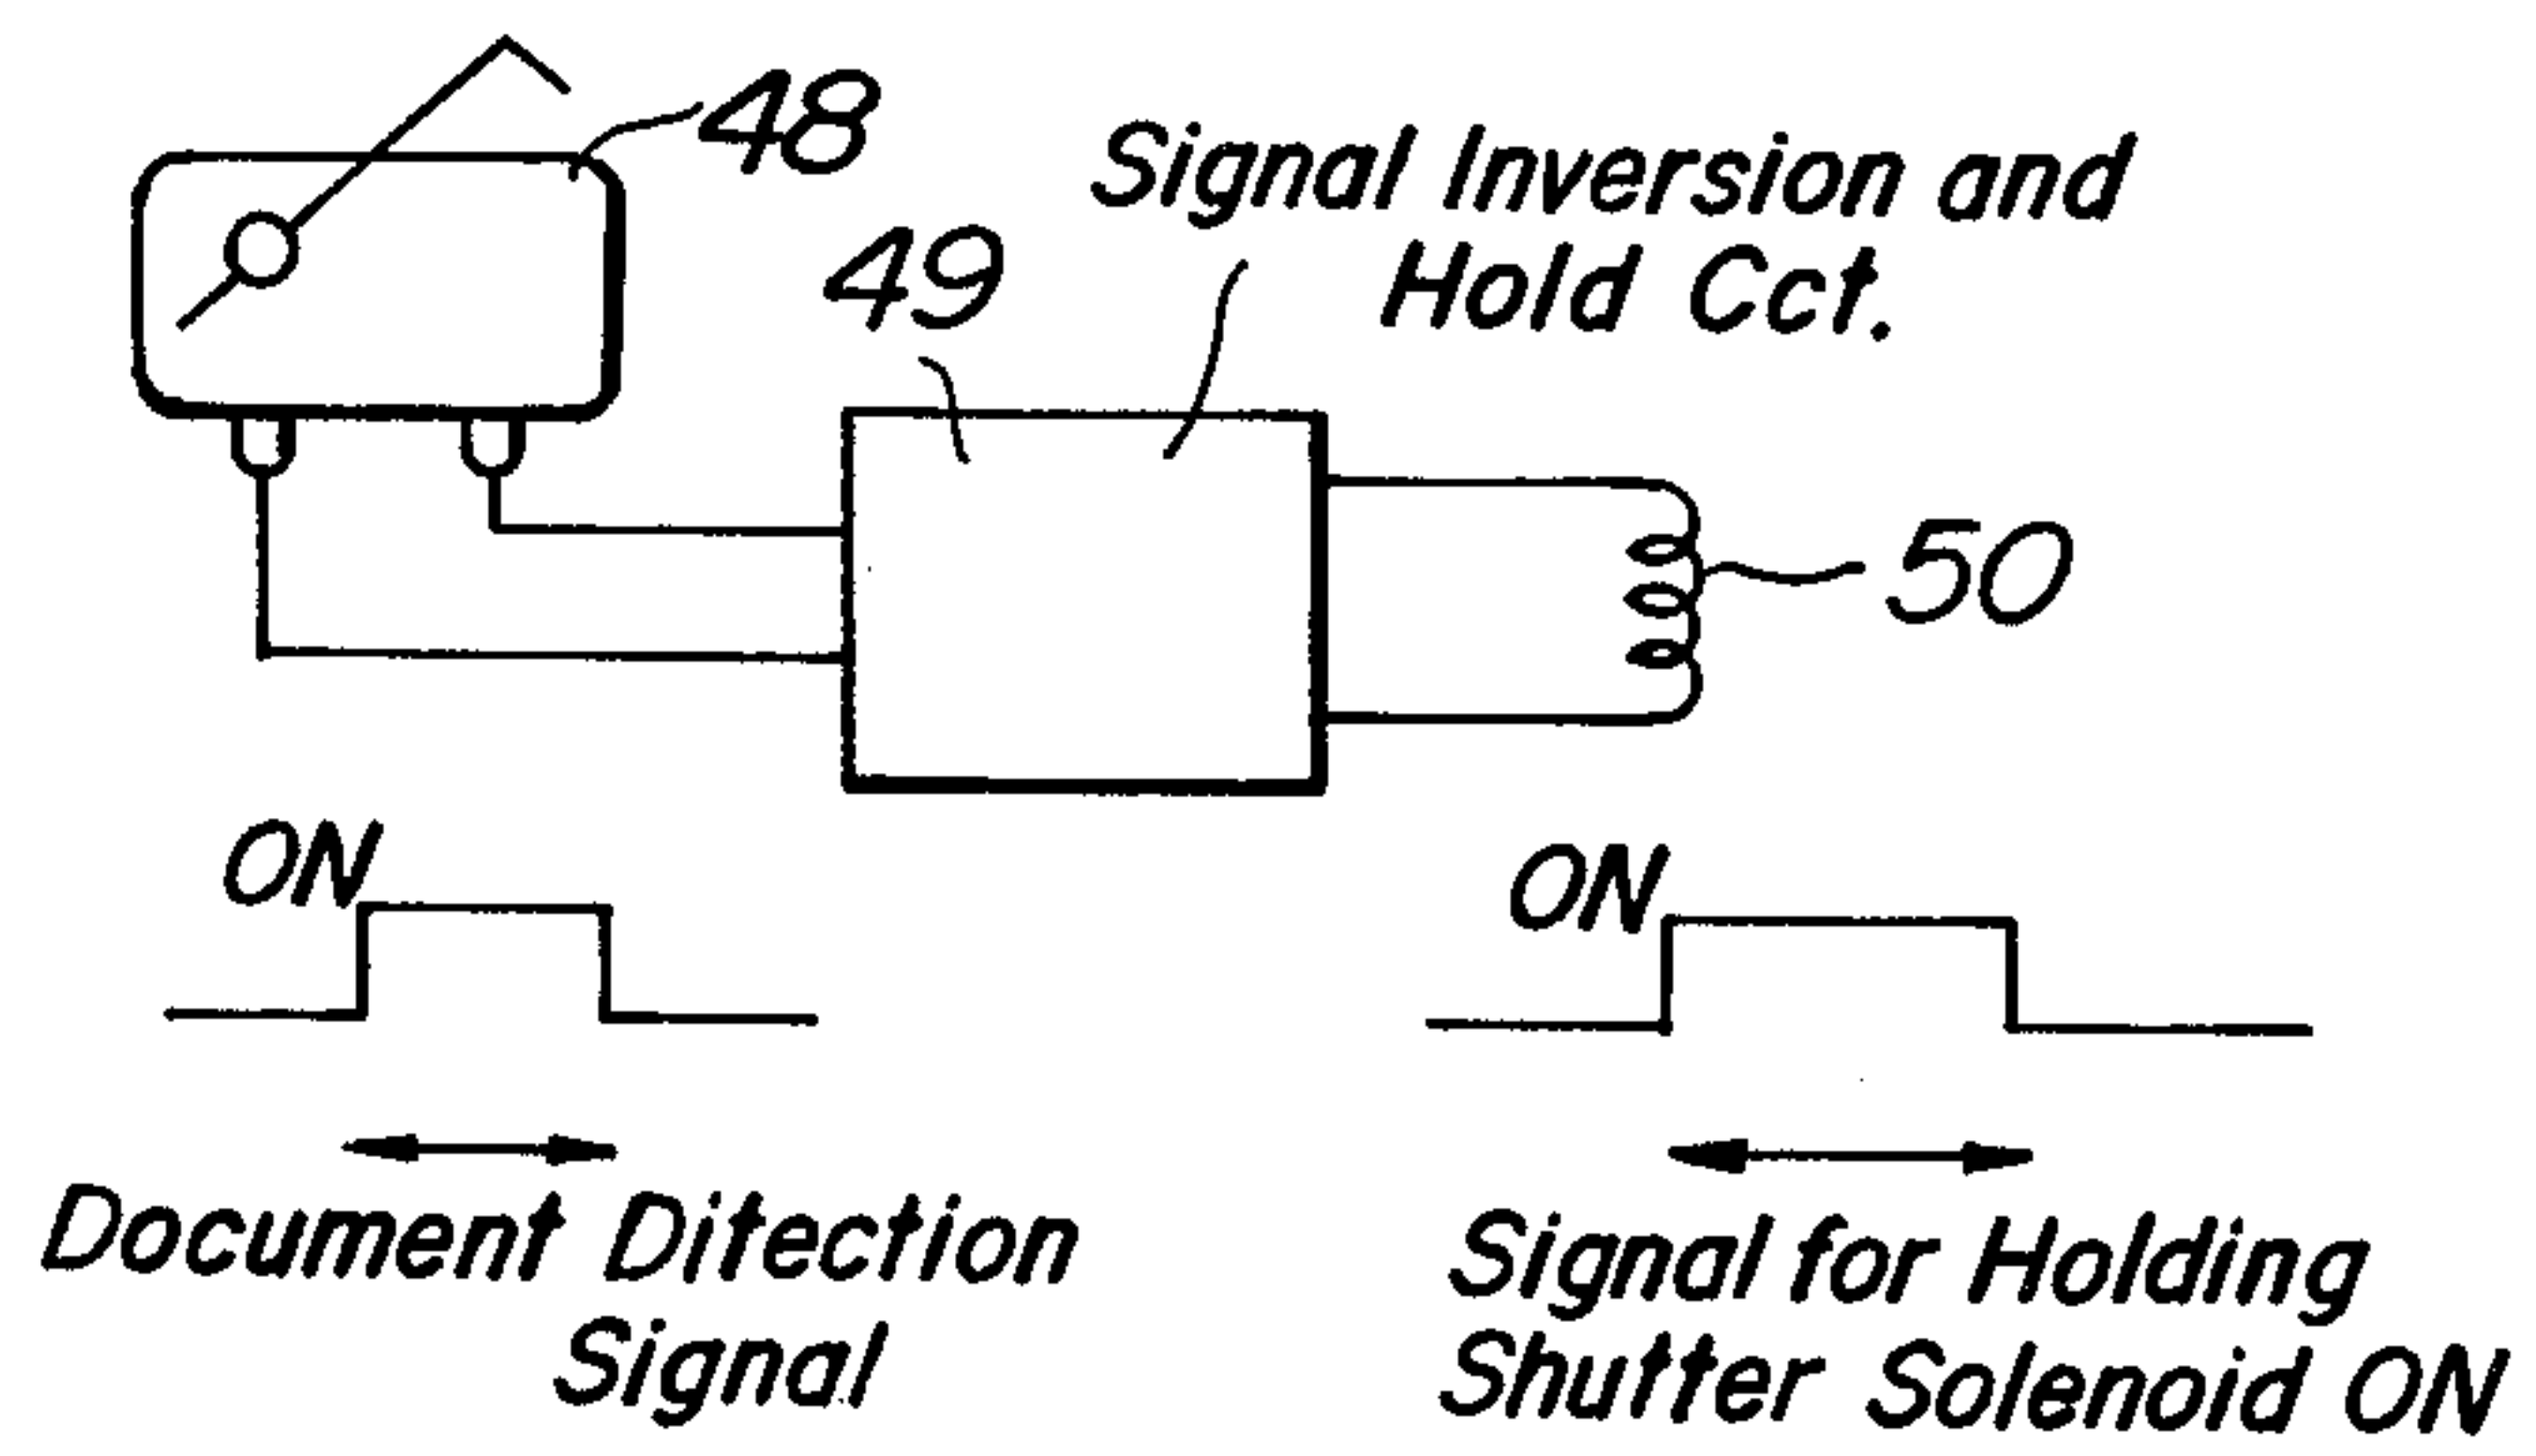 48
Signal Inversion and
Hold Cct.
49
50
ON
ON
Document Ditection
Signal
Signal for Holding
Shutter Solenoid ON